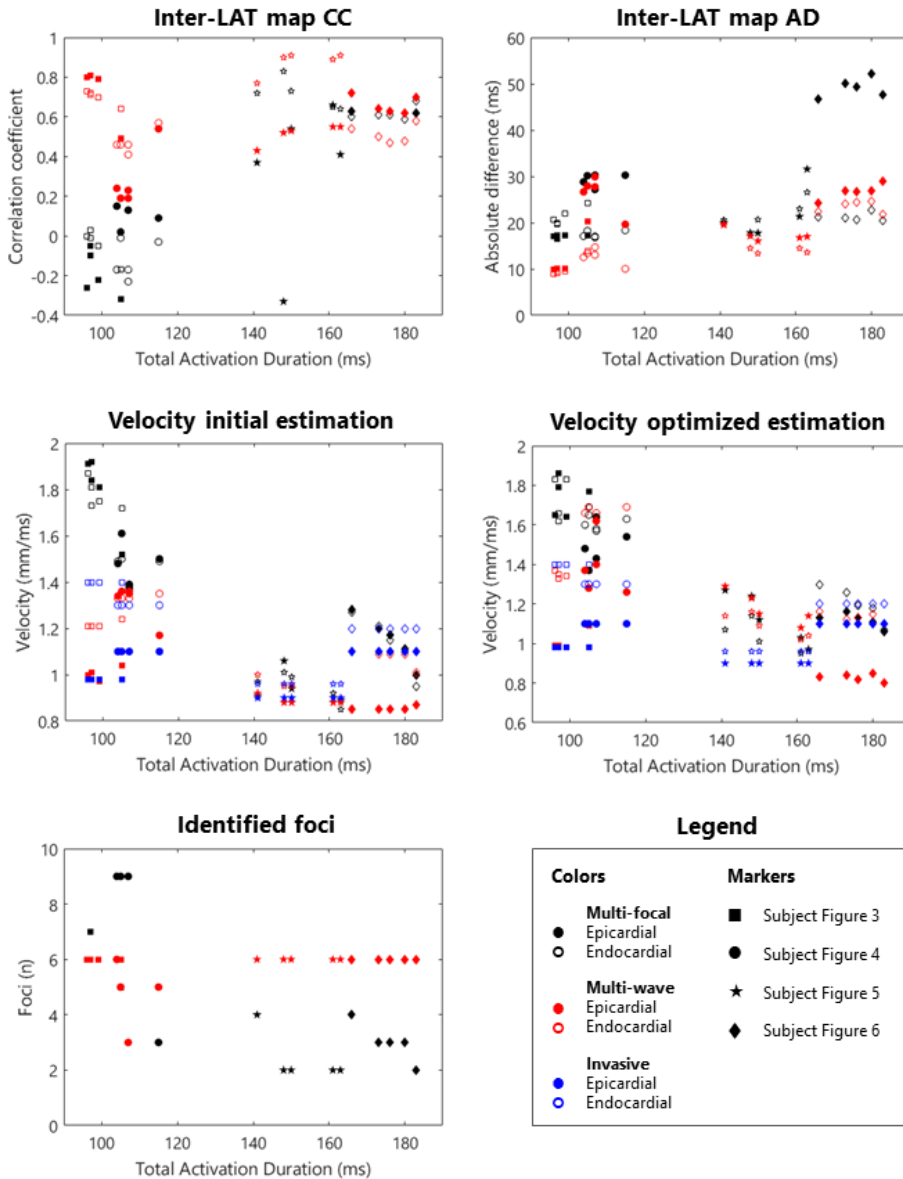 Inter-LAT map CC
Correlation coefficient
1
0.8
0.6
0.4
0.2
0
-0.2
-0.4
100 120 140 160 180
Total Activation Duration (ms)
Inter-LAT map AD
Absolute difference (ms)
60
50
40
30
20
10
0
100 120 140 160 180
Total Activation Duration (ms)
Velocity initial estimation
Velocity (mm/ms)
2
1.8
1.6
1.4
1.2
1
0.8
100 120 140 160 180
Total Activation Duration (ms)
Velocity optimized estimation
Velocity (mm/ms)
2
1.8
1.6
1.4
1.2
1
0.8
0.6
100 120 140 160 180
Total Activation Duration (ms)
Identified foci
Foci (n)
10
8
6
4
2
0
100 120 140 160 180
Total Activation Duration (ms)
Legend
Colors
Multi-focal
Epicardial
Endocardial
Multi-wave
Epicardial
Endocardial
Invasive
Epicardial
Endocardial
Markers
Subject Figure 3
Subject Figure 4
Subject Figure 5
Subject Figure 6